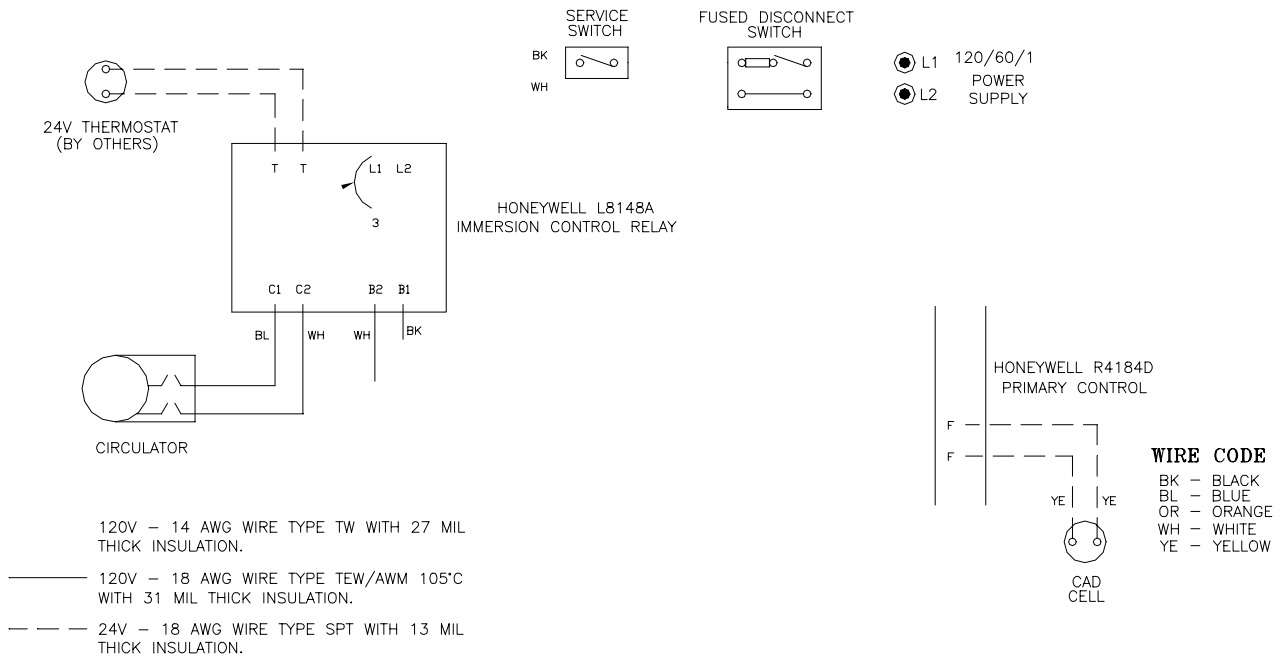 SERVICE
SWITCH
BK
WH
FUSED DISCONNECT
SWITCH
L1
L2
120/60/1
POWER
SUPPLY
24V THERMOSTAT
(BY OTHERS)
T T
L1 L2
3
HONEYWELL L8148A
IMMERSION CONTROL RELAY
C1 C2 B2 B1
BL WH WH BK
CIRCULATOR
HONEYWELL R4184D
PRIMARY CONTROL
F
F
YE YE
CAD
CELL
WIRE CODE
BK – BLACK
BL – BLUE
OR – ORANGE
WH – WHITE
YE – YELLOW
120V – 14 AWG WIRE TYPE TW WITH 27 MIL
THICK INSULATION.
120V – 18 AWG WIRE TYPE TEW/AWM 105°C
WITH 31 MIL THICK INSULATION.
24V – 18 AWG WIRE TYPE SPT WITH 13 MIL
THICK INSULATION.